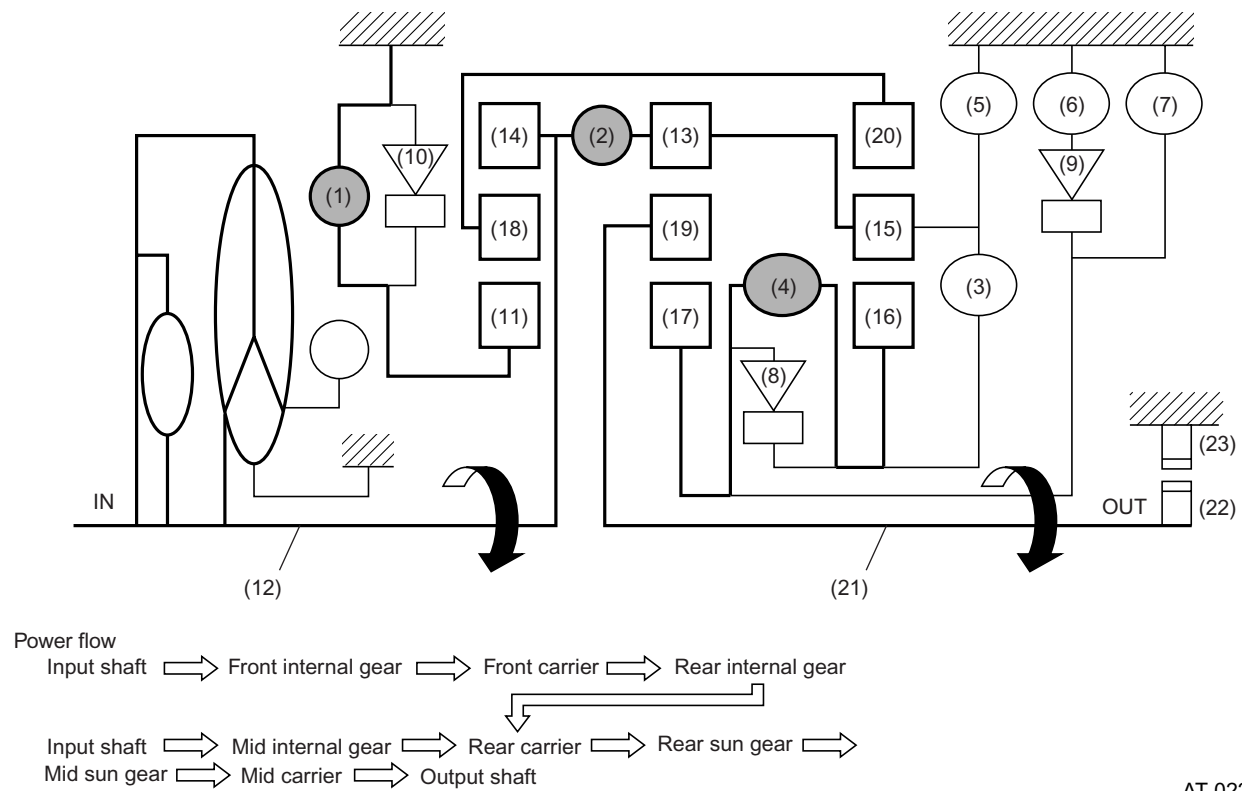 (5) (6) (7)
(14) (2) (13) (20)
(10) (9)
(1)
(18) (19) (15)
(4) (3)
(11) (17) (16)
(8)
(23)
IN OUT (22)
(12) (21)
Power flow
Input shaft Front internal gear Front carrier Rear internal gear
Input shaft Mid internal gear Rear carrier Rear sun gear
Mid sun gear Mid carrier Output shaft